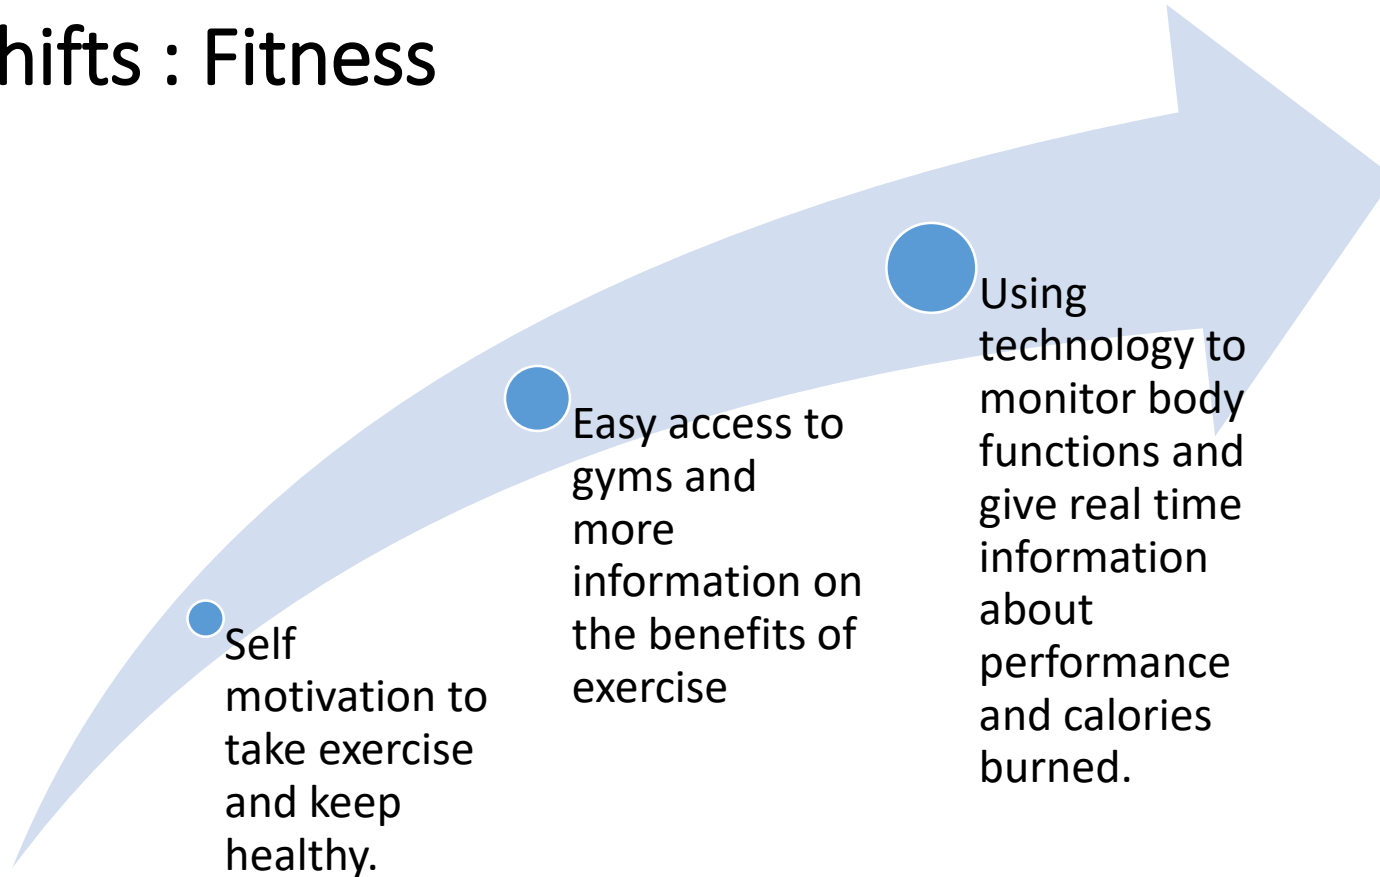 hifts : Fitness
Self
motivation to
take exercise
and keep
healthy.
Easy access to
gyms and
more
information on
the benefits of
exercise
Using
technology to
monitor body
functions and
give real time
information
about
performance
and calories
burned.